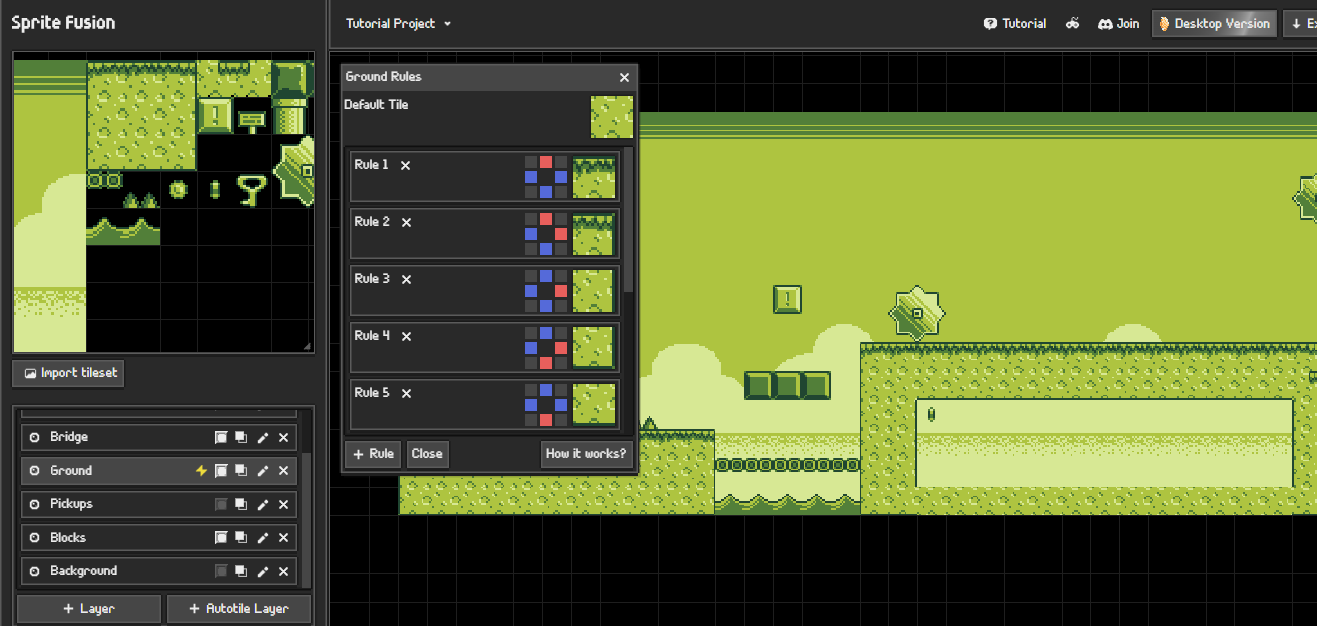 Sprite Fusion
Tutorial Project
Tutorial
Join
Desktop Version
Ground Rules
Default Tile
Rule 1
Rule 2
Rule 3
Rule 4
Rule 5
+ Rule
Close
How it works?
Import tileset
Bridge
Ground
Pickups
Blocks
Background
+ Layer
+ Autotile Layer